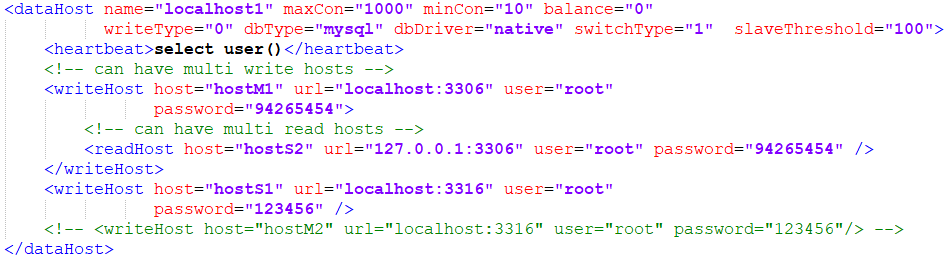 <dataHost name="localhost1" maxCon="1000" minCon="10" balance="0"
writeType="0" dbType="mysql" dbDriver="native" switchType="1"  slaveThreshold="100">
<heartbeat>select user()</heartbeat>
<!-- can have multi write hosts -->
<writeHost host="hostM1" url="localhost:3306" user="root"
password="94265454">
<!-- can have multi read hosts -->
<readHost host="hostS2" url="127.0.0.1:3306" user="root" password="94265454" />
</writeHost>
<writeHost host="hostS1" url="localhost:3316" user="root"
password="123456" />
<!-- <writeHost host="hostM2" url="localhost:3316" user="root" password="123456"/> -->
</dataHost>